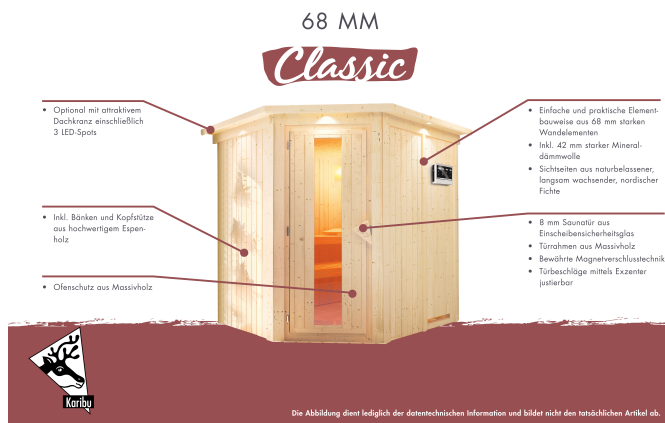 68 MM
Classic
• Optional mit attraktivem
Dachkranz einschließlich
3 LED-Spots
• Inkl. Bänken und Kopfstütze
aus hochwertigem Espen-
holz
• Ofenschutz aus Massivholz
• Einfache und praktische Element-
bauweise aus 68 mm starken
Wandelementen
• Inkl. 42 mm starker Mineral-
dämmwolle
• Sichtseiten aus naturbelassener,
langsam wachsender, nordischer
Fichte
• 8 mm Saunatür aus
Einscheibensicherheitsglas
• Türrahmen aus Massivholz
• Bewährte Magnetverschlusstechnik
• Türbeschläge mittels Exzenter
justierbar
Karibu
Die Abbildung dient lediglich der datentechnischen Information und bildet nicht den tatsächlichen Artikel ab.